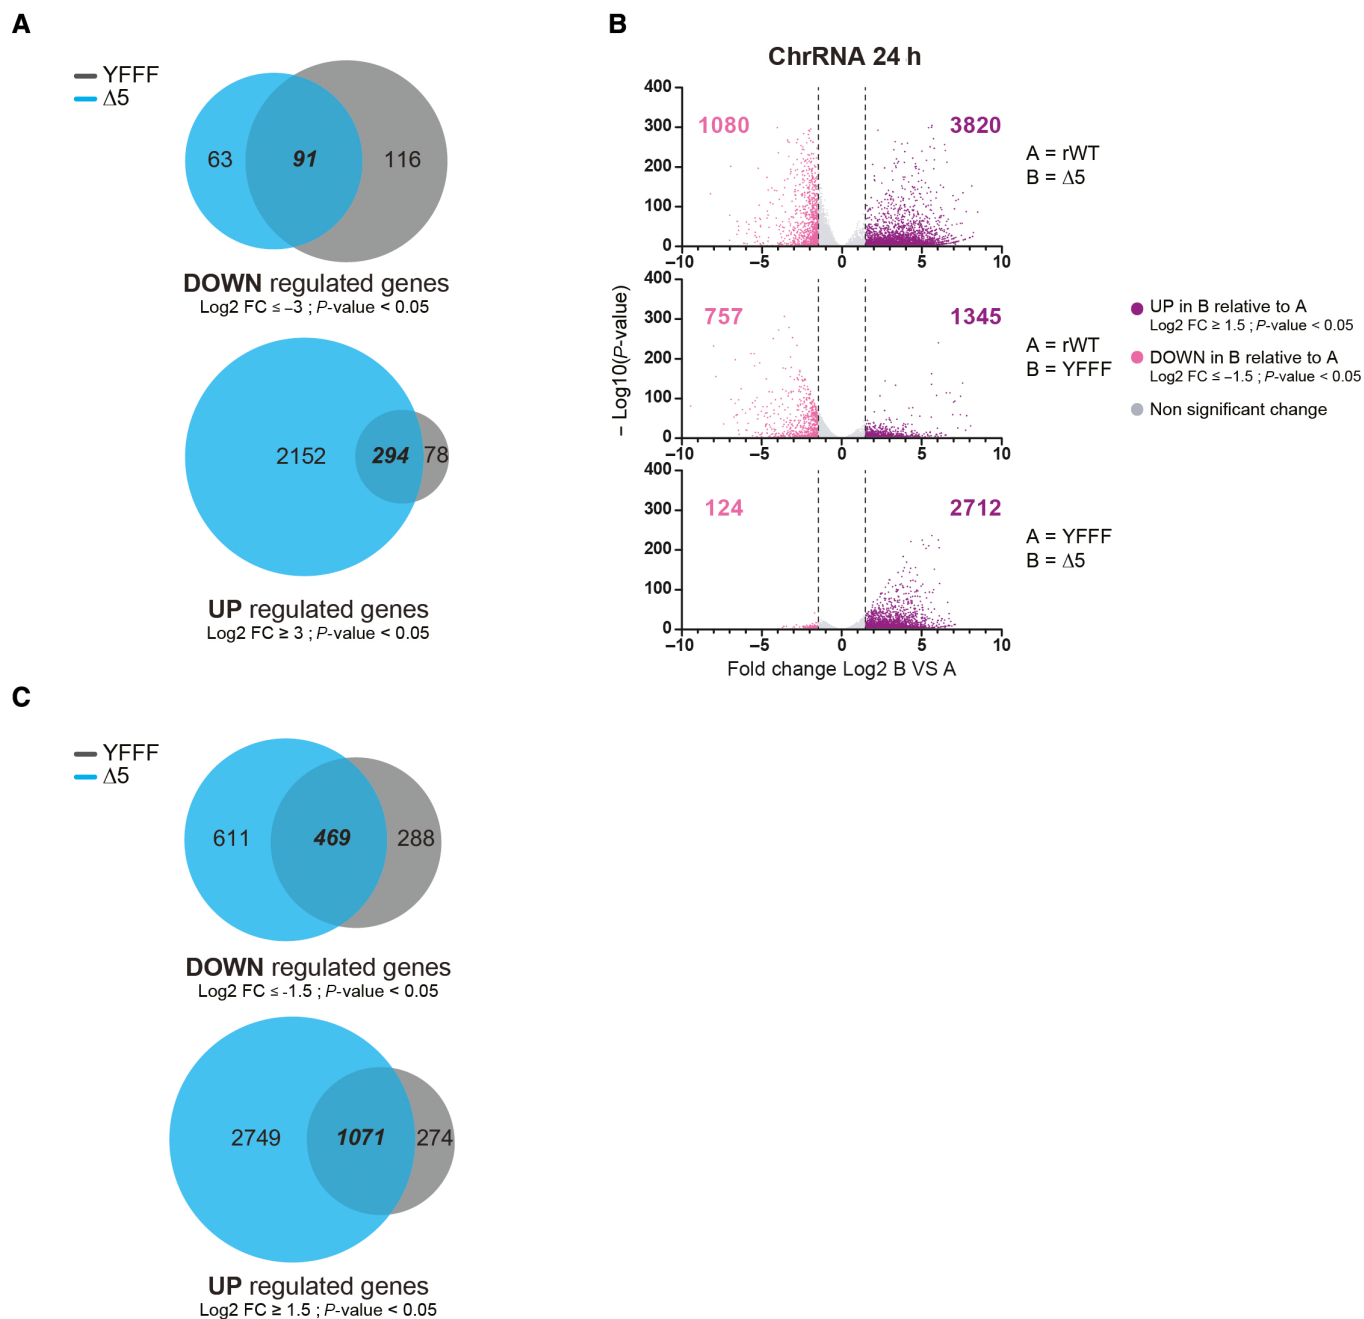 A
YFFF
Δ5
63
91
116
DOWN regulated genes
Log2 FC ≤ –3 ; P-value < 0.05
2152
294
78
UP regulated genes
Log2 FC ≥ 3 ; P-value < 0.05
B
ChrRNA 24 h
400
300
200
100
0
1080
3820
–10
–5
0
5
10
A = rWT
B = Δ5
400
300
200
100
0
757
1345
–10
–5
0
5
10
A = rWT
B = YFFF
400
300
200
100
0
124
2712
–10
–5
0
5
10
A = YFFF
B = Δ5
– Log10(P-value)
Fold change Log2 B VS A
UP in B relative to A
Log2 FC ≥ 1.5 ; P-value < 0.05
DOWN in B relative to A
Log2 FC ≤ –1.5 ; P-value < 0.05
Non significant change
C
YFFF
Δ5
611
469
288
DOWN regulated genes
Log2 FC ≤ -1.5 ; P-value < 0.05
2749
1071
274
UP regulated genes
Log2 FC ≥ 1.5 ; P-value < 0.05